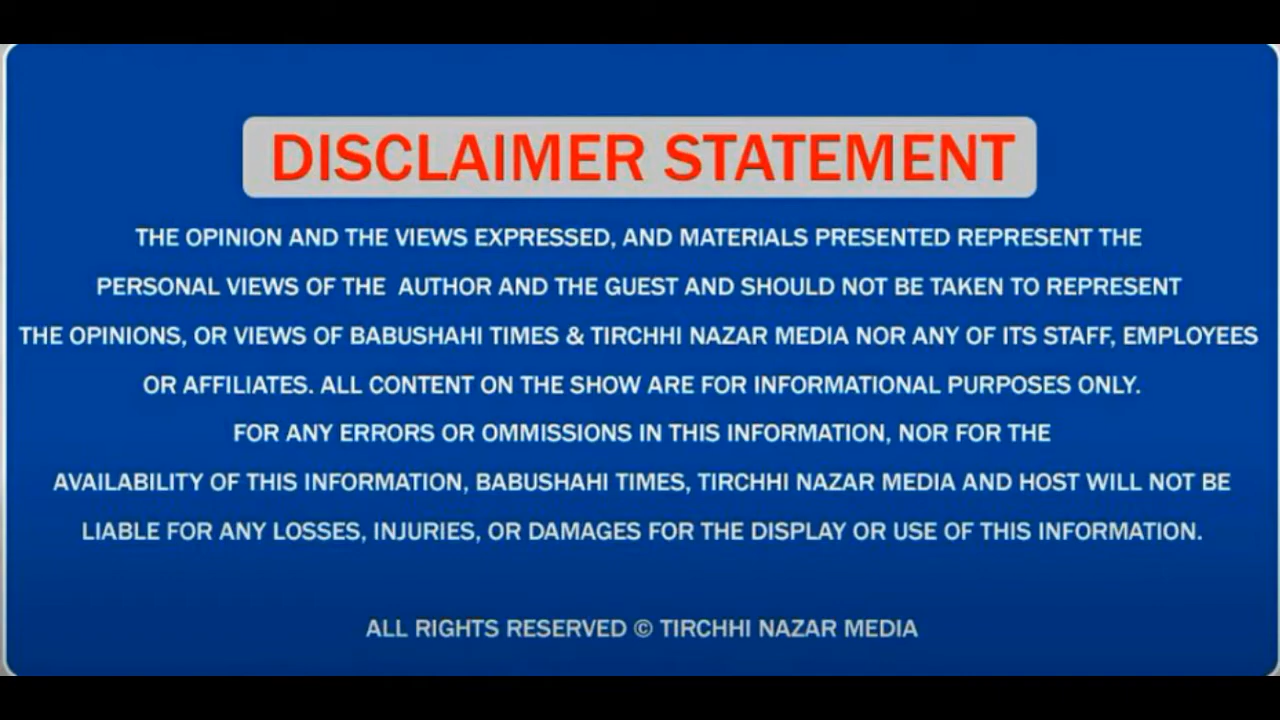 DISCLAIMER STATEMENT
THE OPINION AND THE VIEWS EXPRESSED, AND MATERIALS PRESENTED REPRESENT THE
PERSONAL VIEWS OF THE AUTHOR AND THE GUEST AND SHOULD NOT BE TAKEN TO REPRESENT
THE OPINIONS, OR VIEWS OF BABUSHAHI TIMES & TIRCHHI NAZAR MEDIA NOR ANY OF ITS STAFF, EMPLOYEES
OR AFFILIATES. ALL CONTENT ON THE SHOW ARE FOR INFORMATIONAL PURPOSES ONLY.
FOR ANY ERRORS OR OMMISSIONS IN THIS INFORMATION, NOR FOR THE
AVAILABILITY OF THIS INFORMATION, BABUSHAHI TIMES, TIRCHHI NAZAR MEDIA AND HOST WILL NOT BE
LIABLE FOR ANY LOSSES, INJURIES, OR DAMAGES FOR THE DISPLAY OR USE OF THIS INFORMATION.
ALL RIGHTS RESERVED © TIRCHHI NAZAR MEDIA